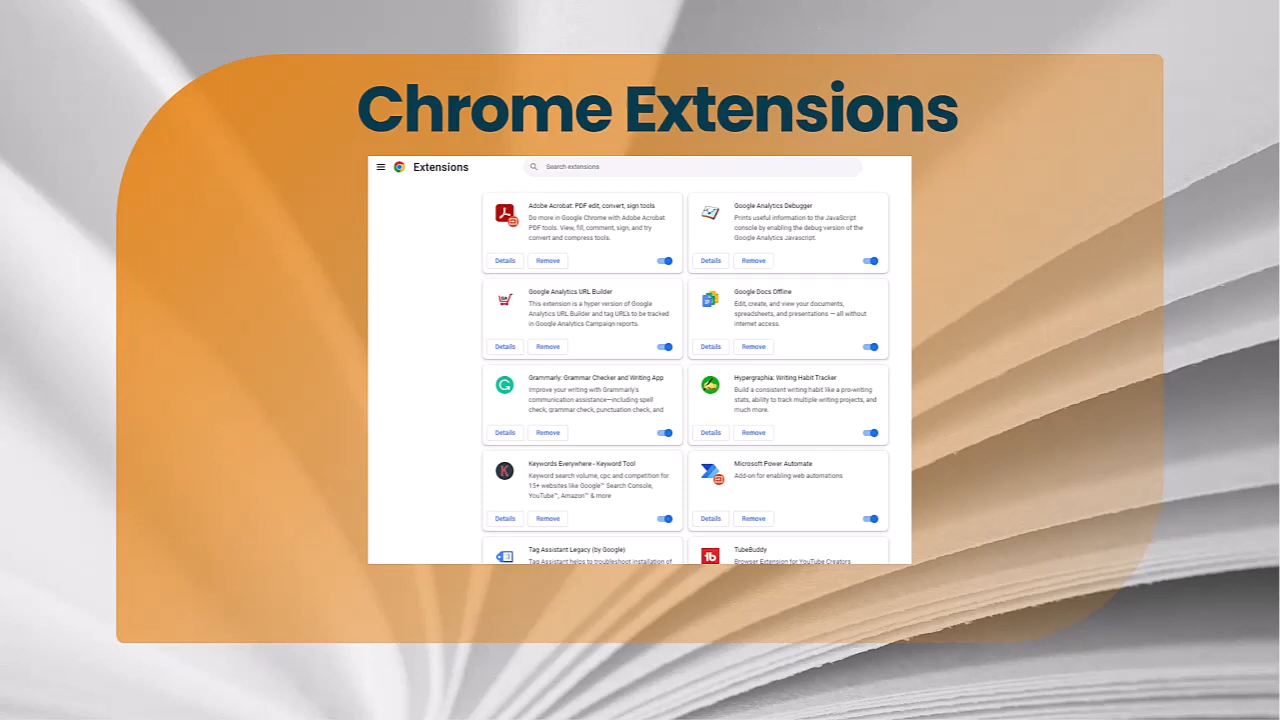 Chrome Extensions
Extensions
Search extensions
Adobe Acrobat: PDF edit, convert, sign tools
Do more in Google Chrome with Adobe Acrobat
PDF tools. View, fill, comment, sign, and try
convert and compress tools.
Details Remove
Google Analytics Debugger
Prints useful information to the JavaScript
console by enabling the debug version of the
Google Analytics Javascript.
Details Remove
Google Analytics URL Builder
This extension is a hyper version of Google
Analytics URL Builder and tag URL's to be tracked
in Google Analytics Campaign reports.
Details Remove
Google Docs Offline
Edit, create, and view your documents,
spreadsheets, and presentations — all without
internet access.
Details Remove
Grammarly: Grammar Checker and Writing App
Improve your writing with Grammarly's
communication assistance—including spell
check, grammar check, punctuation check, and
Details Remove
Hypergraphia: Writing Habit Tracker
Build a consistent writing habit like a pro-writing
stats, ability to track multiple writing projects, and
much more.
Details Remove
Keywords Everywhere - Keyword Tool
Keyword search volume, cpc and competition for
15+ websites like Google™ Search Console,
YouTube™, Amazon™ & more
Details Remove
Microsoft Power Automate
Add-on for enabling web automations
Details Remove
Tag Assistant Legacy (by Google)
Tag Assistant helps to troubleshoot installation of
TubeBuddy
Browser Extension for YouTube Creators